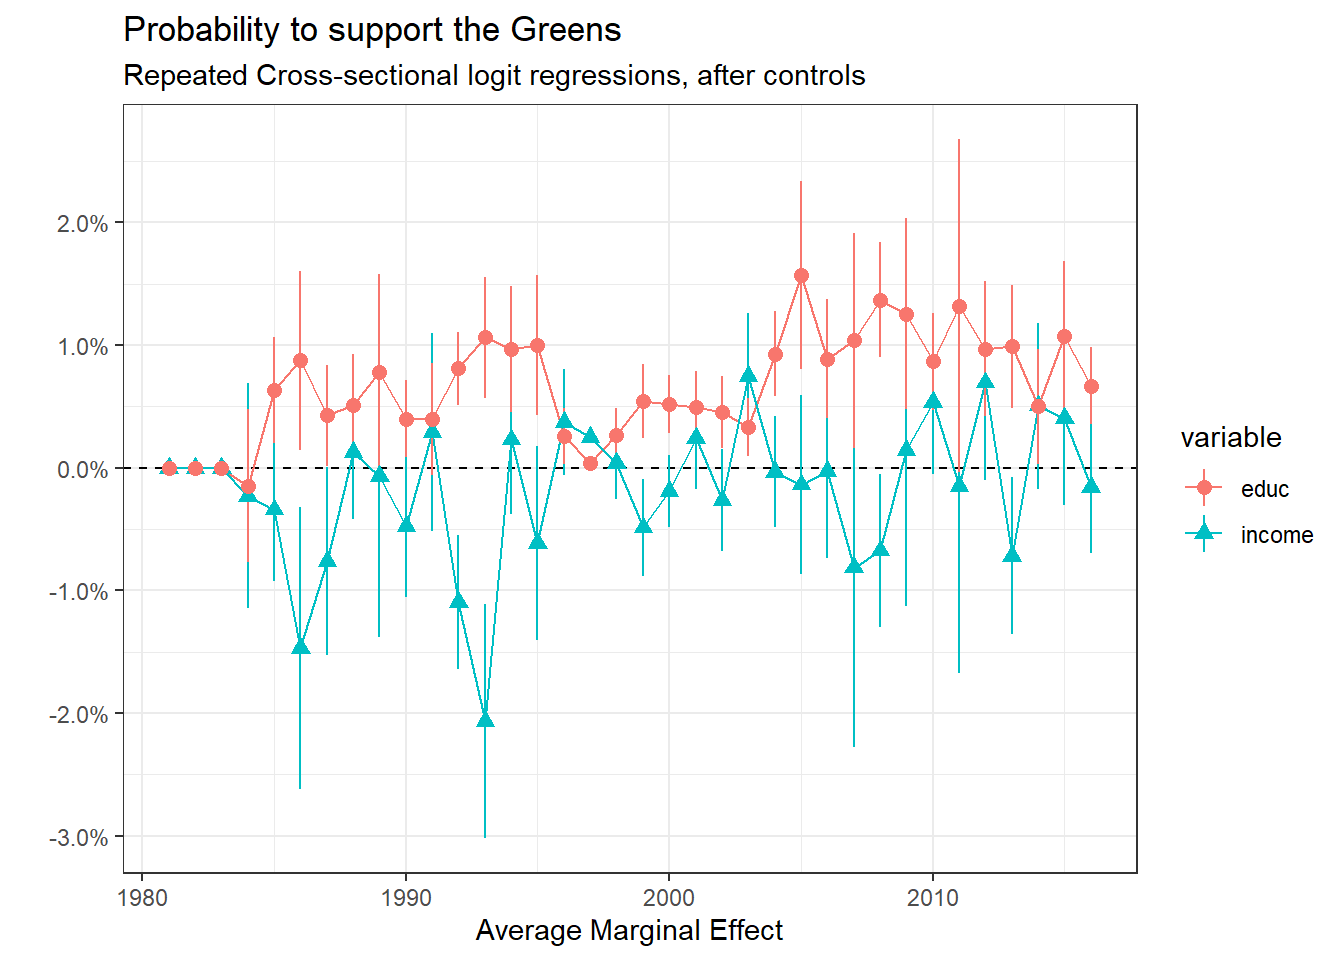 Probability to support the Greens
Repeated Cross-sectional logit regressions, after controls
2.0%
1.0%
0.0%
-1.0%
-2.0%
-3.0%
1980
1990
2000
2010
Average Marginal Effect
variable
educ
income